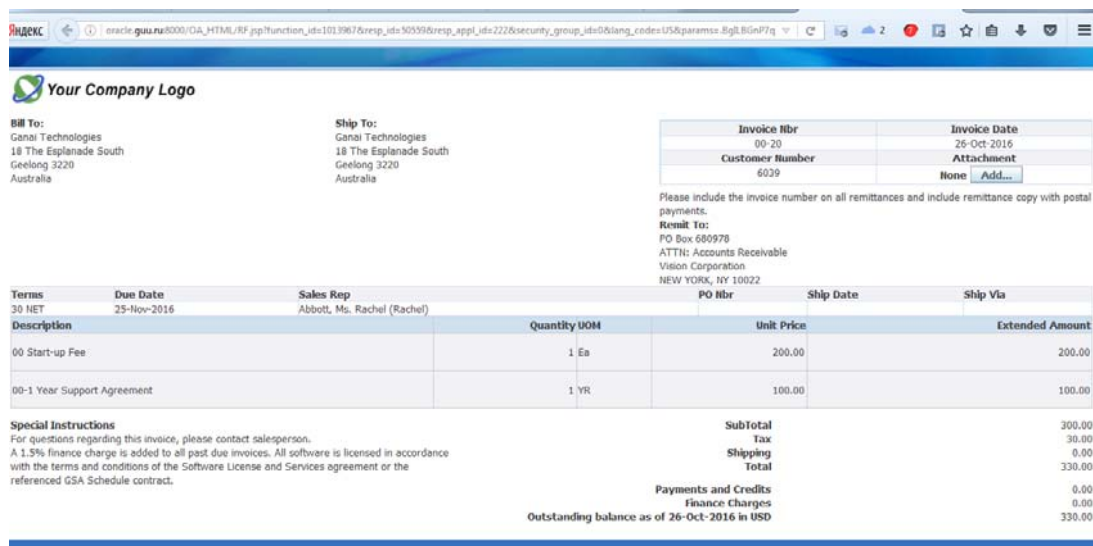 Яндекс
oracle.guu.ru:8000/OA_HTML/RF.jsp?function_id=1013967&resp_id=50559&resp_appl_id=222&security_group_id=0&lang_code=US&params=.BgILBGnP7q
2
Your Company Logo
Bill To:
Ganai Technologies
18 The Esplanade South
Geelong 3220
Australia
Ship To:
Ganai Technologies
18 The Esplanade South
Geelong 3220
Australia
Invoice Nbr Invoice Date
00-20 26-Oct-2016
Customer Number Attachment
6039 None Add...
Please include the invoice number on all remittances and include remittance copy with postal
payments.
Remit To:
PO Box 680978
ATTN: Accounts Receivable
Vision Corporation
NEW YORK, NY 10022
Terms Due Date Sales Rep PO Nbr Ship Date Ship Via
30 NET 25-Nov-2016 Abbott, Ms. Rachel (Rachel)
Description Quantity UOM Unit Price Extended Amount
00 Start-up Fee 1 Ea 200.00 200.00
00-1 Year Support Agreement 1 YR 100.00 100.00
Special Instructions
For questions regarding this invoice, please contact salesperson.
A 1.5% finance charge is added to all past due invoices. All software is licensed in accordance
with the terms and conditions of the Software License and Services agreement or the
referenced GSA Schedule contract.
SubTotal 300.00
Tax 30.00
Shipping 0.00
Total 330.00
Payments and Credits 0.00
Finance Charges 0.00
Outstanding balance as of 26-Oct-2016 in USD 330.00